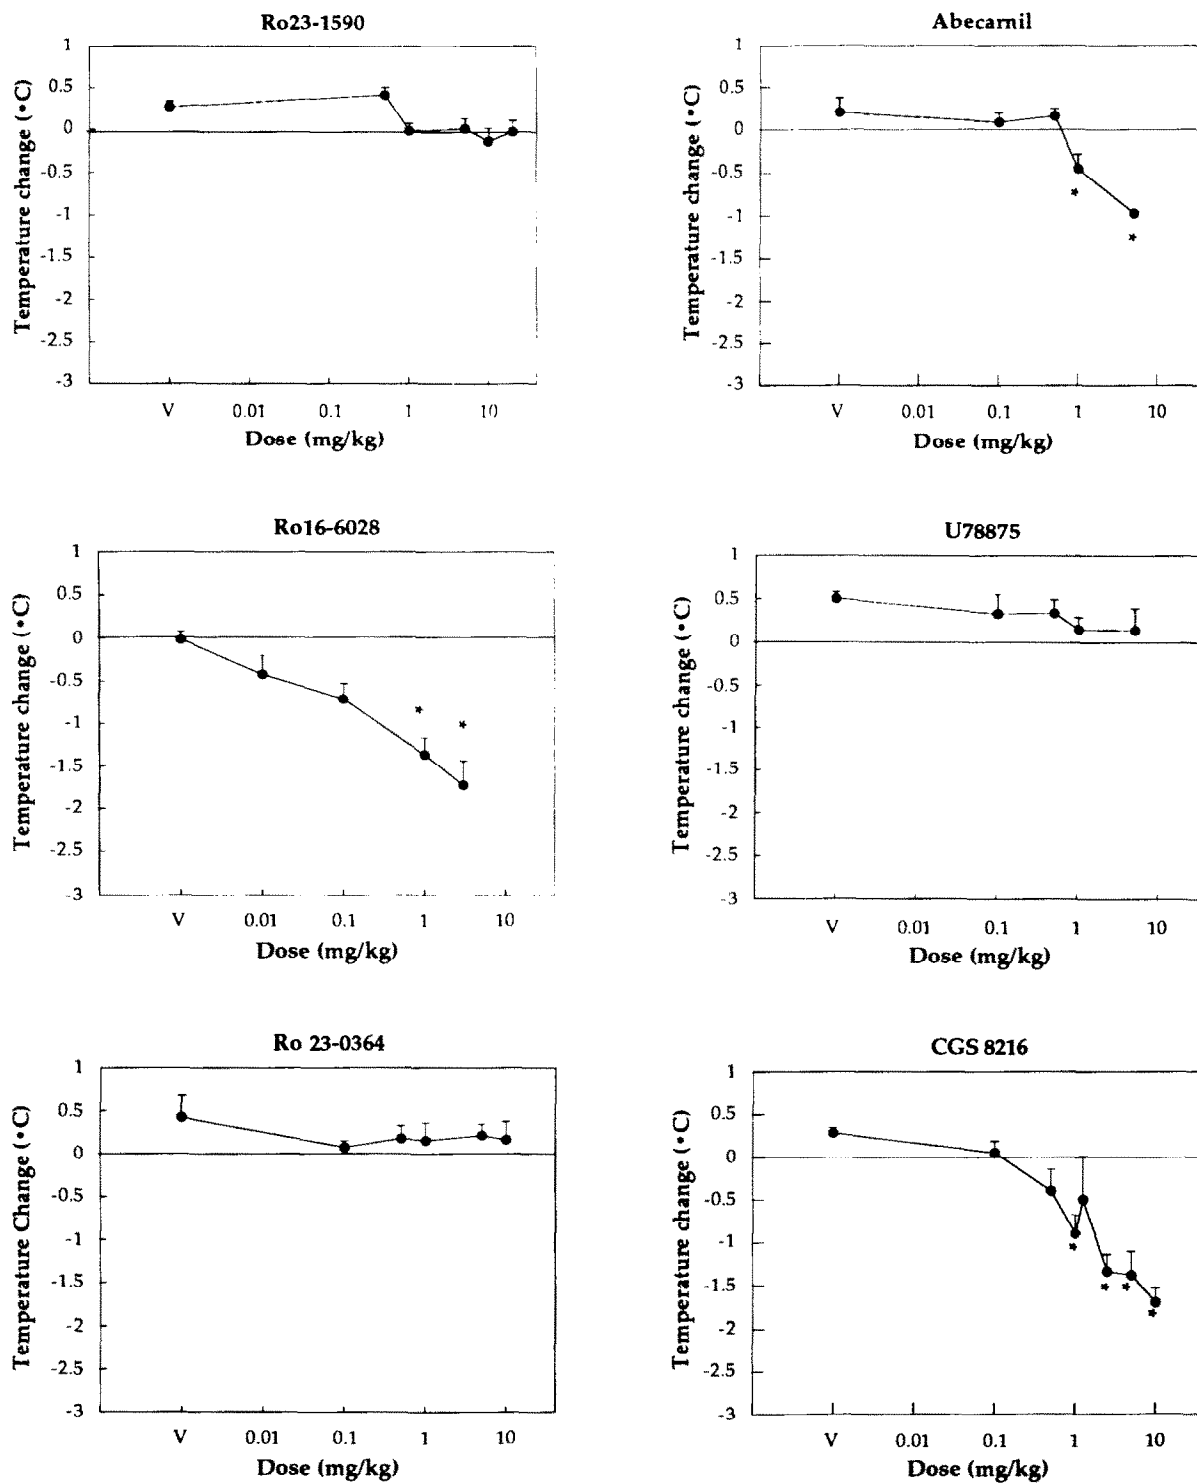 Ro23-1590
Temperature change (•C)
1
0.5
0
-0.5
-1
-1.5
-2
-2.5
-3
V 0.01 0.1 1 10
Dose (mg/kg)
Abecarnil
Temperature change (•C)
1
0.5
0
-0.5
-1
-1.5
-2
-2.5
-3
*
*
V 0.01 0.1 1 10
Dose (mg/kg)
Ro16-6028
Temperature change (•C)
1
0.5
0
-0.5
-1
-1.5
-2
-2.5
-3
* *
V 0.01 0.1 1 10
Dose (mg/kg)
U78875
Temperature change (•C)
1
0.5
0
-0.5
-1
-1.5
-2
-2.5
-3
V 0.01 0.1 1 10
Dose (mg/kg)
Ro 23-0364
Temperature Change (•C)
1
0.5
0
-0.5
-1
-1.5
-2
-2.5
-3
V 0.01 0.1 1 10
Dose (mg/kg)
CGS 8216
Temperature change (•C)
1
0.5
0
-0.5
-1
-1.5
-2
-2.5
-3
*
* *
*
V 0.01 0.1 1 10
Dose (mg/kg)